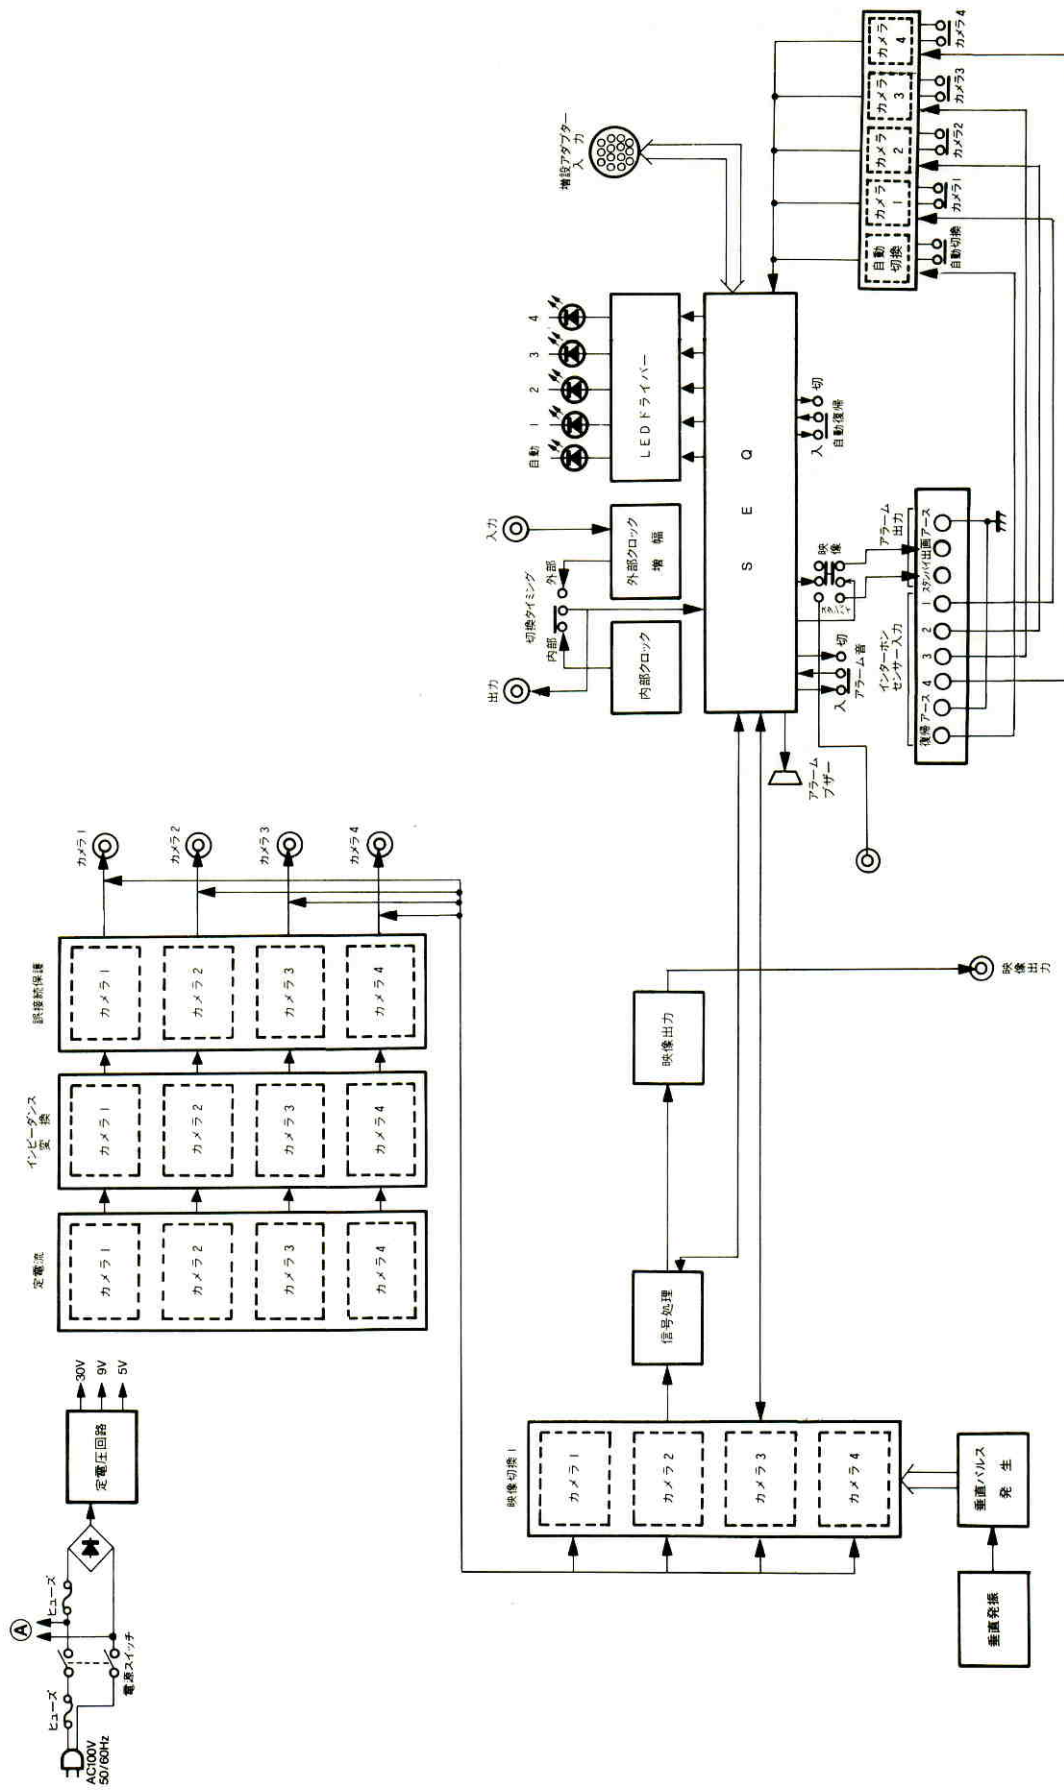 AC100V
50/60Hz
ヒューズ
電源スイッチ
ヒューズ
A
定電圧回路
30V
9V
5V
定電流
カメラ1
カメラ2
カメラ3
カメラ4
インピーダンス
変換
カメラ1
カメラ2
カメラ3
カメラ4
誤接続保護
カメラ1
カメラ2
カメラ3
カメラ4
カメラ1
カメラ2
カメラ3
カメラ4
垂直発振
垂直パルス
発生
映像切換1
カメラ1
カメラ2
カメラ3
カメラ4
信号処理
映像出力
映像出力
出力
入力
切換タイミング
内部
外部
内部クロック
外部クロック
増幅
自動
1
2
3
4
LEDドライバー
増設アダプター
入力
SEQ
アラーム
ブザー
入
切
アラーム音
スタンバイ
映像
入
切
自動復帰
インターホン
センサー入力
アラーム
出力
復帰
アース
4
3
2
1
スタンバイ
出画
アース
自動
切換
カメラ
1
カメラ
2
カメラ
3
カメラ
4
自動切換
カメラ1
カメラ2
カメラ3
カメラ4